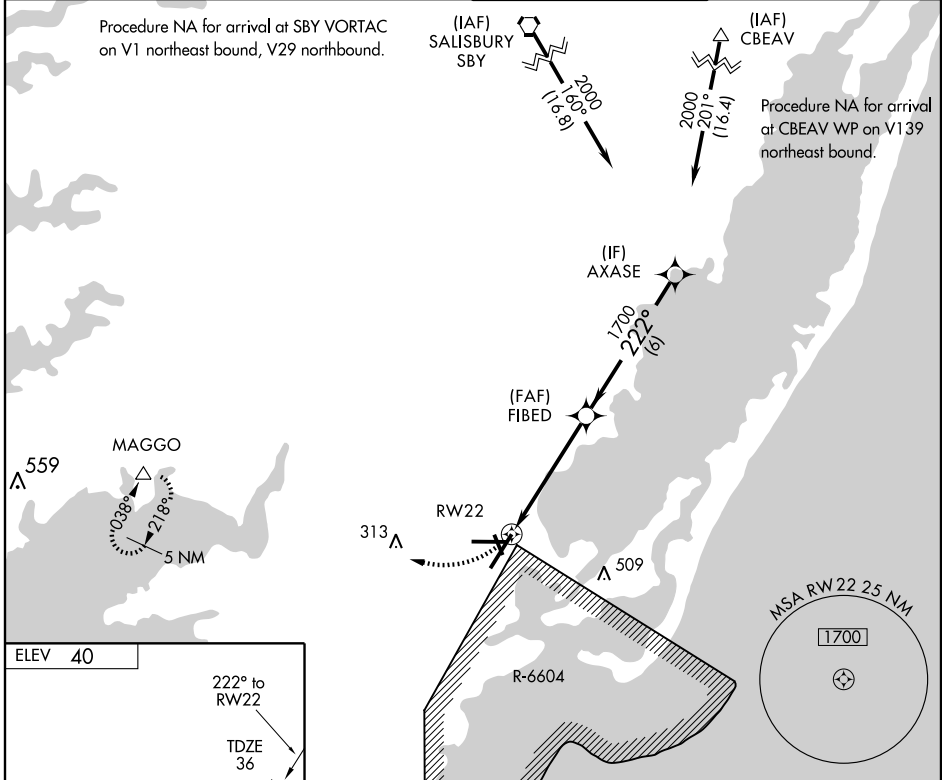 Procedure NA for arrival at SBY VORTAC
on V1 northeast bound, V29 northbound.
(IAF)
SALISBURY
SBY
2000
160°
(16.8)
(IAF)
CBEAV
2000
201°
(16.4)
Procedure NA for arrival
at CBEAV WP on V139
northeast bound.
(IF)
AXASE
1700
222°
(6)
(FAF)
FIBED
MAGGO
559
038°
218°
5 NM
RW22
313
509
MSA RW 22 25 NM
1700
R-6604
ELEV 40
222° to
RW22
TDZE
36